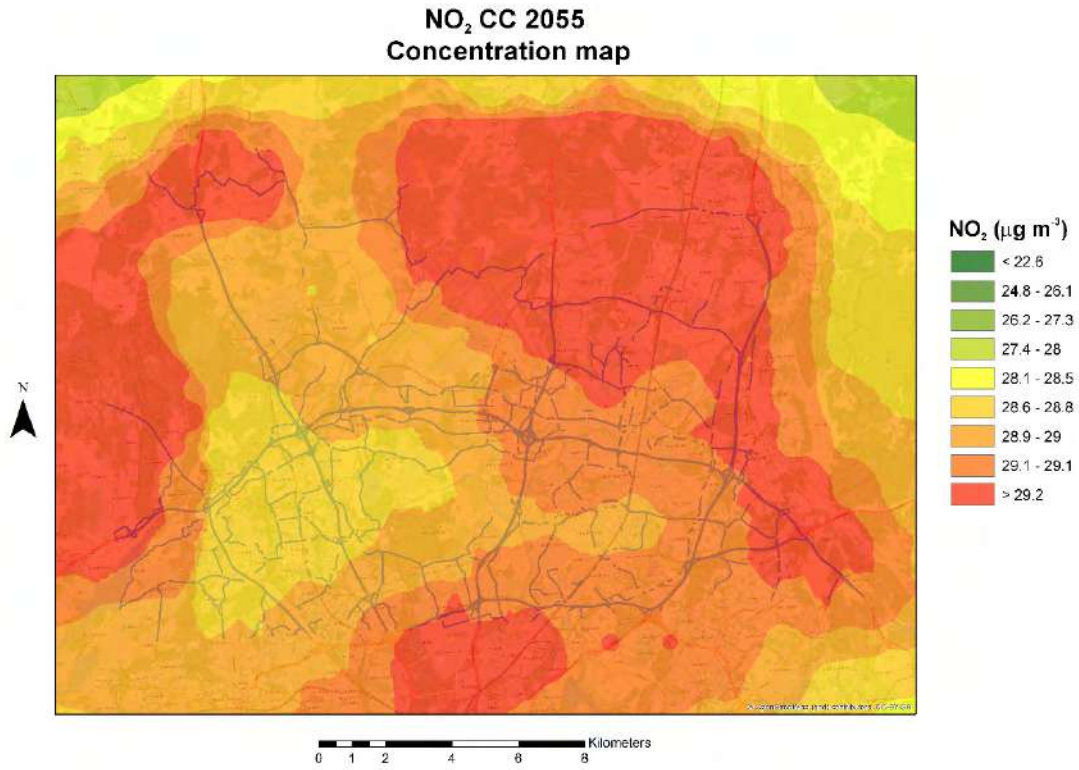 NO₂ CC 2055
Concentration map
N
NO₂ (µg m⁻³)
< 22.6
24.8 - 26.1
26.2 - 27.3
27.4 - 28
28.1 - 28.5
28.6 - 28.8
28.9 - 29
29.1 - 29.1
> 29.2
Kilometers
0 1 2 4 6 8